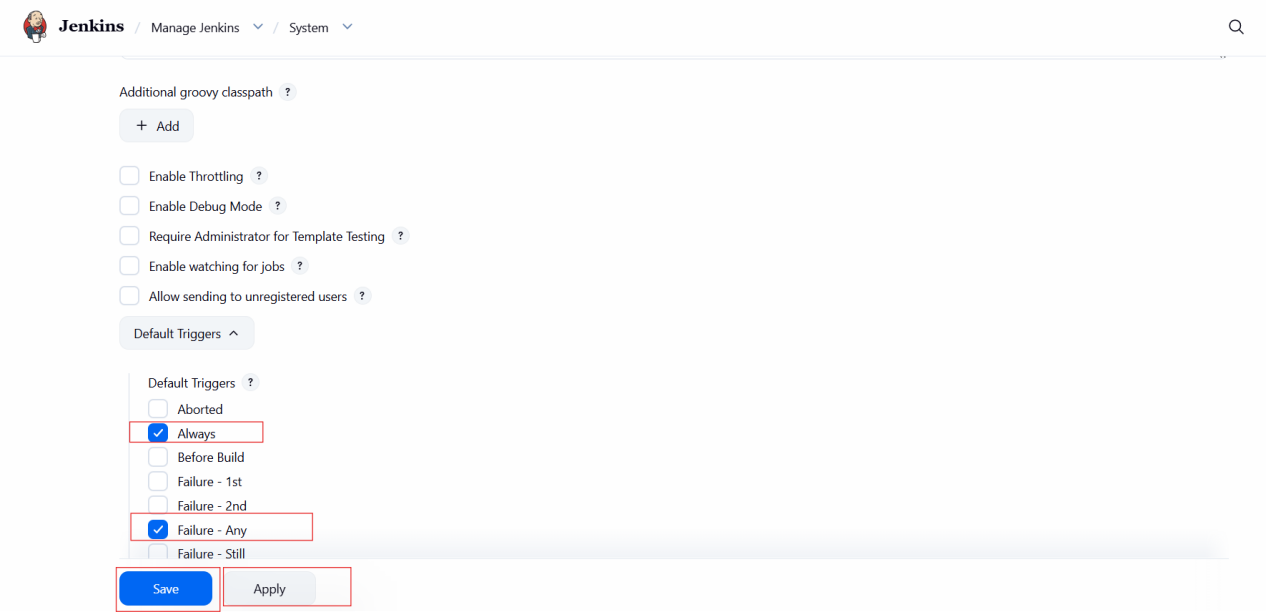 Jenkins / Manage Jenkins / System
Additional groovy classpath ?
+ Add
Enable Throttling ?
Enable Debug Mode ?
Require Administrator for Template Testing ?
Enable watching for jobs ?
Allow sending to unregistered users ?
Default Triggers
Default Triggers ?
Aborted
Always
Before Build
Failure - 1st
Failure - 2nd
Failure - Any
Failure - Still
Save Apply